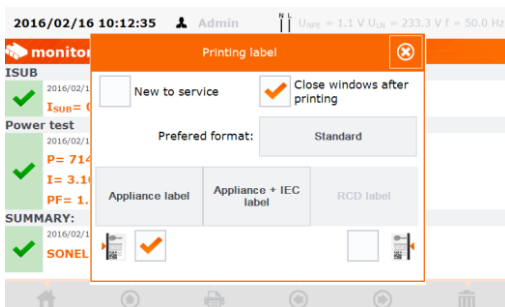 2016/02/16 10:12:35 Admin N L U_NPE = 1.1 V U_LN = 233.3 V f = 50.0 Hz
monito
Printing label
ISUB
2016/02/1
I_SUB= 0
New to service
Close windows after
printing
Power test
2016/02/1
P= 714
I= 3.1
PF= 1.
Prefered format: Standard
Appliance label
Appliance + IEC
label
RCD label
SUMMARY:
2016/02/1
SONEL